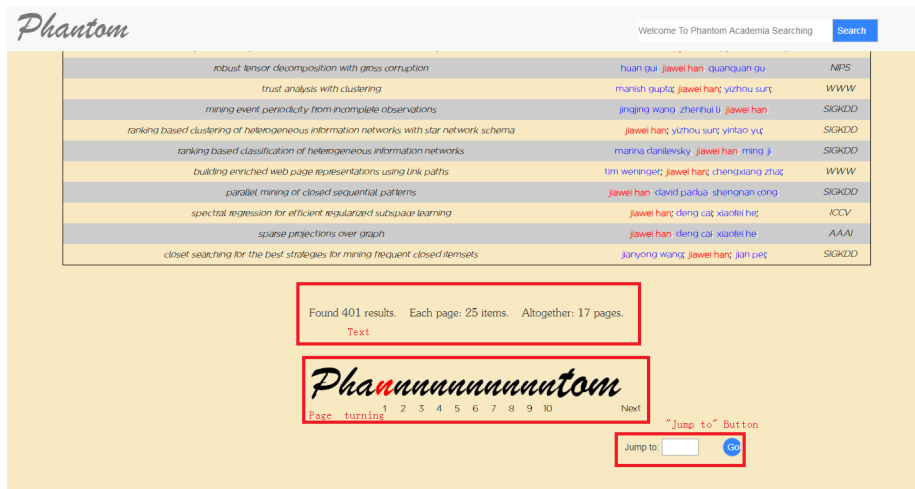 Phantom
Welcome To Phantom Academia Searching Search
robust tensor decomposition with gross corruption huan gui; jiawei han; quanquan gu; NIPS
trust analysis with clustering manish gupta; jiawei han; yizhou sun; WWW
mining event periodicity from incomplete observations jingjing wang; zhenhui li; jiawei han; SIGKDD
ranking based clustering of heterogeneous information networks with star network schema jiawei han; yizhou sun; yintao yu; SIGKDD
ranking based classification of heterogeneous information networks marina danilevsky; jiawei han; ming ji; SIGKDD
building enriched web page representations using link paths tim weninger; jiawei han; chengxiang zhai; WWW
parallel mining of closed sequential patterns jiawei han; david padua; shengnan cong; SIGKDD
spectral regression for efficient regularized subspace learning jiawei han; deng cai; xiaofei he; ICCV
sparse projections over graph jiawei han; deng cai; xiaofei he; AAAI
closet searching for the best strategies for mining frequent closed itemsets jianyong wang; jiawei han; jian pei; SIGKDD
Found 401 results. Each page: 25 items. Altogether: 17 pages.
Text
Phannnnnnnnnntom
1 2 3 4 5 6 7 8 9 10 Next
Page turning
"Jump to" Button
Jump to: Go!